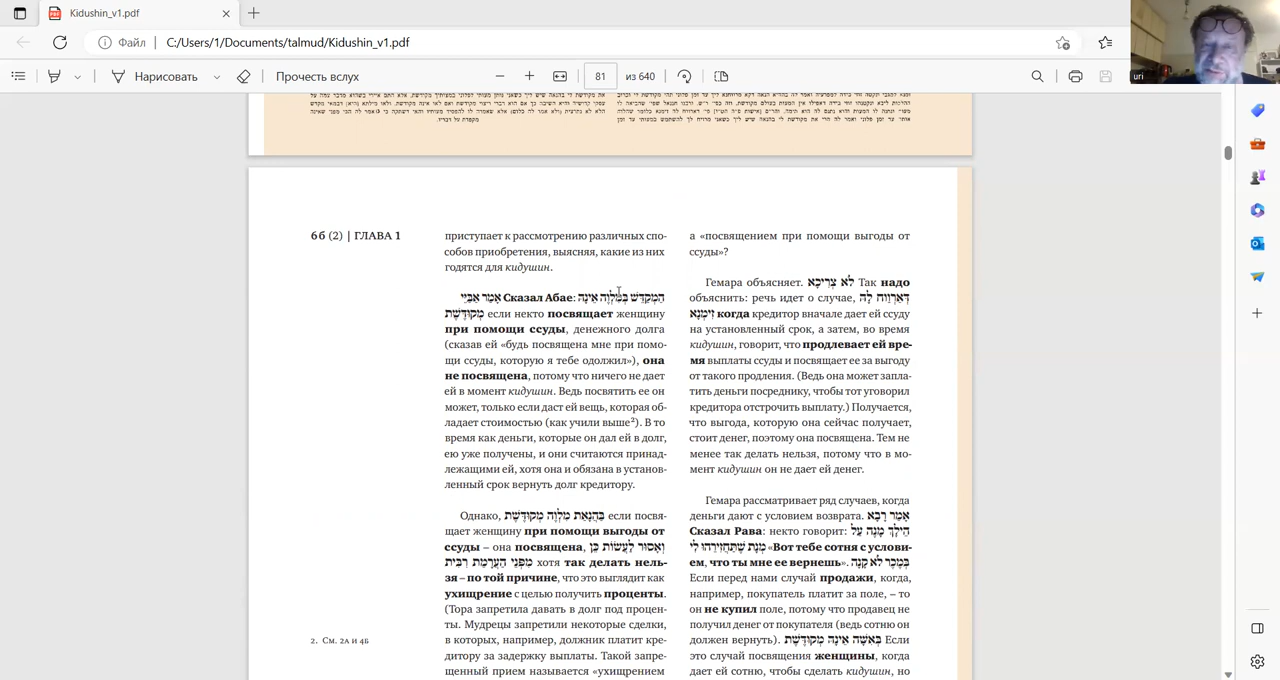 Kidushin_v1.pdf
Файл
C:/Users/1/Documents/talmud/Kidushin_v1.pdf
Нарисовать
Прочесть вслух
81
из 640
uri
6б (2) | ГЛАВА 1
приступает к рассмотрению различных спо-
собов приобретения, выясняя, какие из них
годятся для кидушин.
אָמַר אַבַּיֵי Сказал Абае: הַמְקַדֵּשׁ בְּמִלְוֶה אֵינָהּ
מְקוּדֶּשֶׁת если некто посвящает женщину
при помощи ссуды, денежного долга
(сказав ей «будь посвящена мне при помо-
щи ссуды, которую я тебе одолжил»), она
не посвящена, потому что ничего не дает
ей в момент кидушин. Ведь посвятить ее он
может, только если даст ей вещь, которая об-
ладает стоимостью (как учили выше²). В то
время как деньги, которые он дал ей в долг,
ею уже получены, и они считаются принад-
лежащими ей, хотя она и обязана в установ-
ленный срок вернуть долг кредитору.
Однако, בַּהֲנָאַת מִלְוֶה מְקוּדֶּשֶׁת если посвя-
щает женщину при помощи выгоды от
ссуды – она посвящена, וְאָסוּר לַעֲשׂוֹת כֵּן
מִפְּנֵי הַעֲרָמַת רִבִּית хотя так делать нель-
зя – по той причине, что это выглядит как
ухищрение с целью получить проценты.
(Тора запретила давать в долг под процен-
ты. Мудрецы запретили некоторые сделки,
в которых, например, должник платит кре-
дитору за задержку выплаты. Такой запре-
щенный прием называется «ухищрением
2. См. 2А и 4Б
а «посвящением при помощи выгоды от
ссуды»?
Гемара объясняет. לֹא צְרִיכָא Так надо
объяснить: речь идет о случае, דְּאַרְוַוח לָהּ
זִימְנָא когда кредитор вначале дает ей ссуду
на установленный срок, а затем, во время
кидушин, говорит, что продлевает ей вре-
мя выплаты ссуды и посвящает ее за выгоду
от такого продления. (Ведь она может запла-
тить деньги посреднику, чтобы тот уговорил
кредитора отстрочить выплату.) Получается,
что выгода, которую она сейчас получает,
стоит денег, поэтому она посвящена. Тем не
менее так делать нельзя, потому что в мо-
мент кидушин он не дает ей денег.
Гемара рассматривает ряд случаев, когда
деньги дают с условием возврата. אָמַר רָבָא
Сказал Рава: некто говорит: הֵילָךְ מָנֶה עַל
מְנָת שֶׁתַּחְזִירֵהוּ לִי «Вот тебе сотня с услови-
ем, что ты мне ее вернешь». בְּמֶכֶר לֹא קָנָה
Если перед нами случай продажи, когда,
например, покупатель платит за поле, – то
он не купил поле, потому что продавец не
получил денег от покупателя (ведь сотню он
должен вернуть). בְּאִשָּׁה אֵינָהּ מְקוּדֶּשֶׁת Если
это случай посвящения женщины, когда
дает ей сотню, чтобы сделать кидушин, но